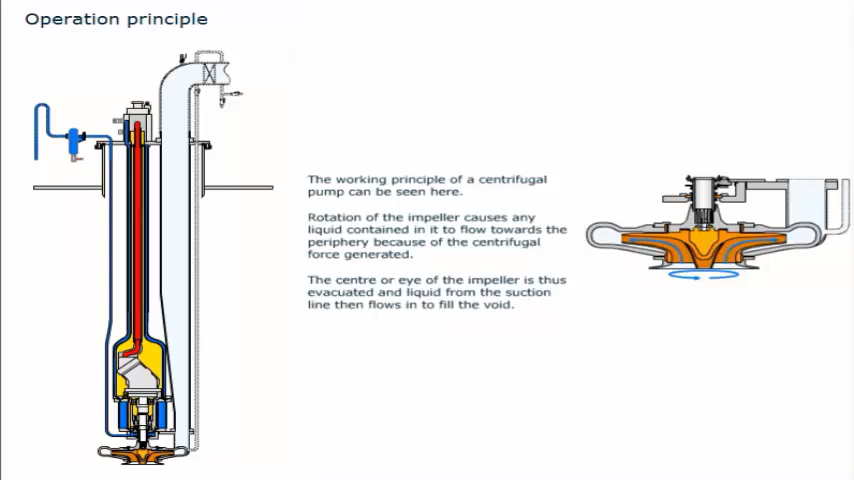 Operation principle
The working principle of a centrifugal
pump can be seen here.
Rotation of the impeller causes any
liquid contained in it to flow towards the
periphery because of the centrifugal
force generated.
The centre or eye of the impeller is thus
evacuated and liquid from the suction
line then flows in to fill the void.